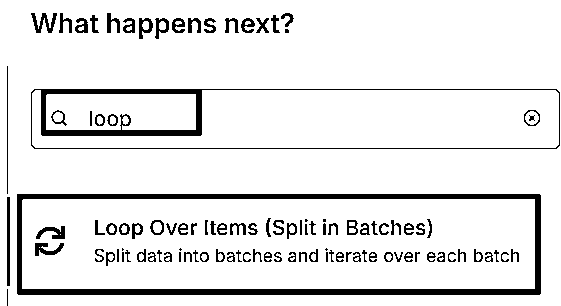 What happens next?
loop
Loop Over Items (Split in Batches)
Split data into batches and iterate over each batch